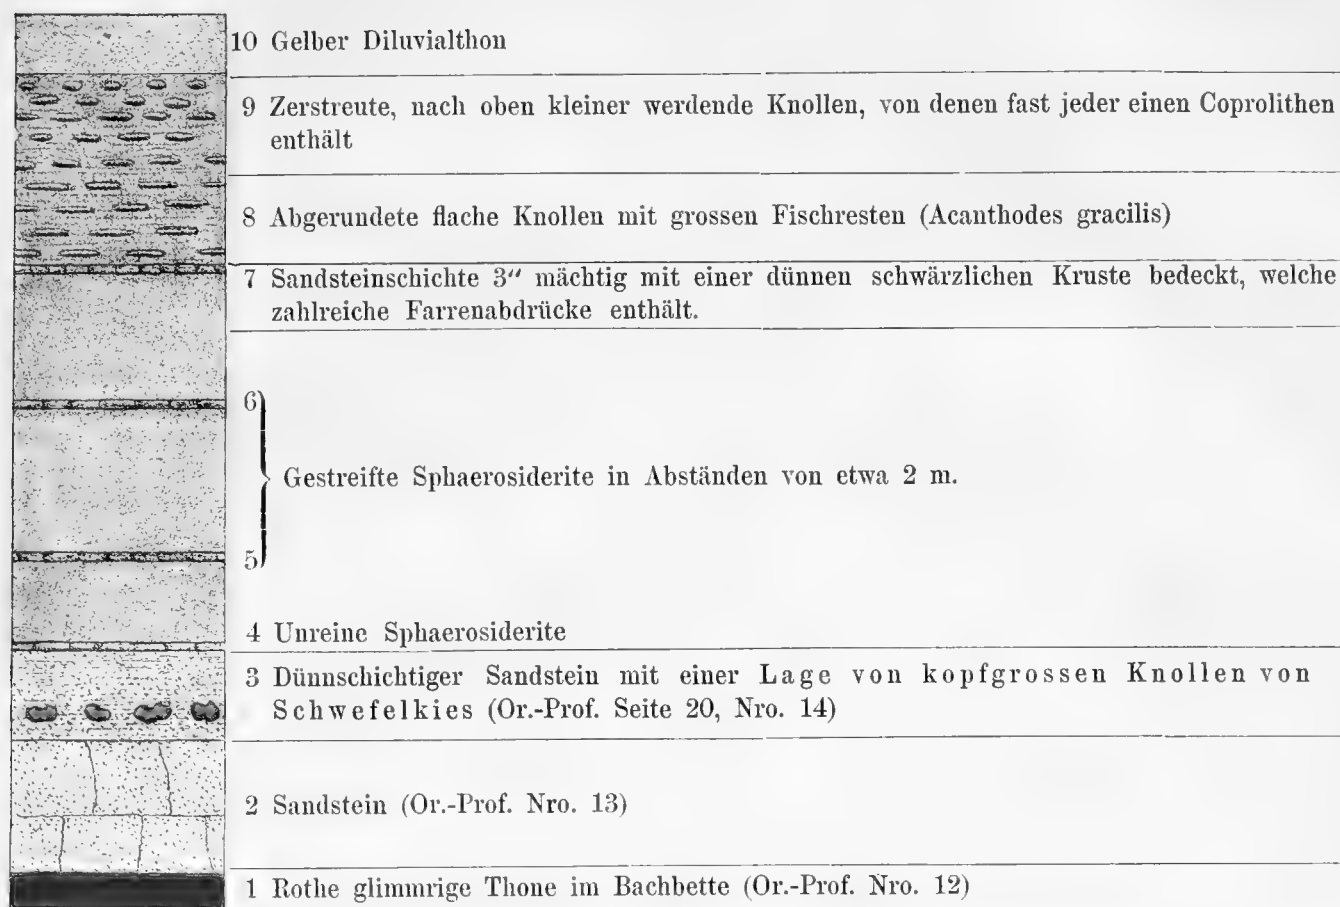 10 Gelber Diluvialthon
9 Zerstreute, nach oben kleiner werdende Knollen, von denen fast jeder einen Coprolithen
enthält
8 Abgerundete flache Knollen mit grossen Fischresten (Acanthodes gracilis)
7 Sandsteinschichte 3″ mächtig mit einer dünnen schwärzlichen Kruste bedeckt, welche
zahlreiche Farrenabdrücke enthält.
6
Gestreifte Sphaerosiderite in Abständen von etwa 2 m.
5
4 Unreine Sphaerosiderite
3 Dünnschichtiger Sandstein mit einer Lage von kopfgrossen Knollen von
Schwefelkies (Or.-Prof. Seite 20, Nro. 14)
2 Sandstein (Or.-Prof. Nro. 13)
1 Rothe glimmrige Thone im Bachbette (Or.-Prof. Nro. 12)